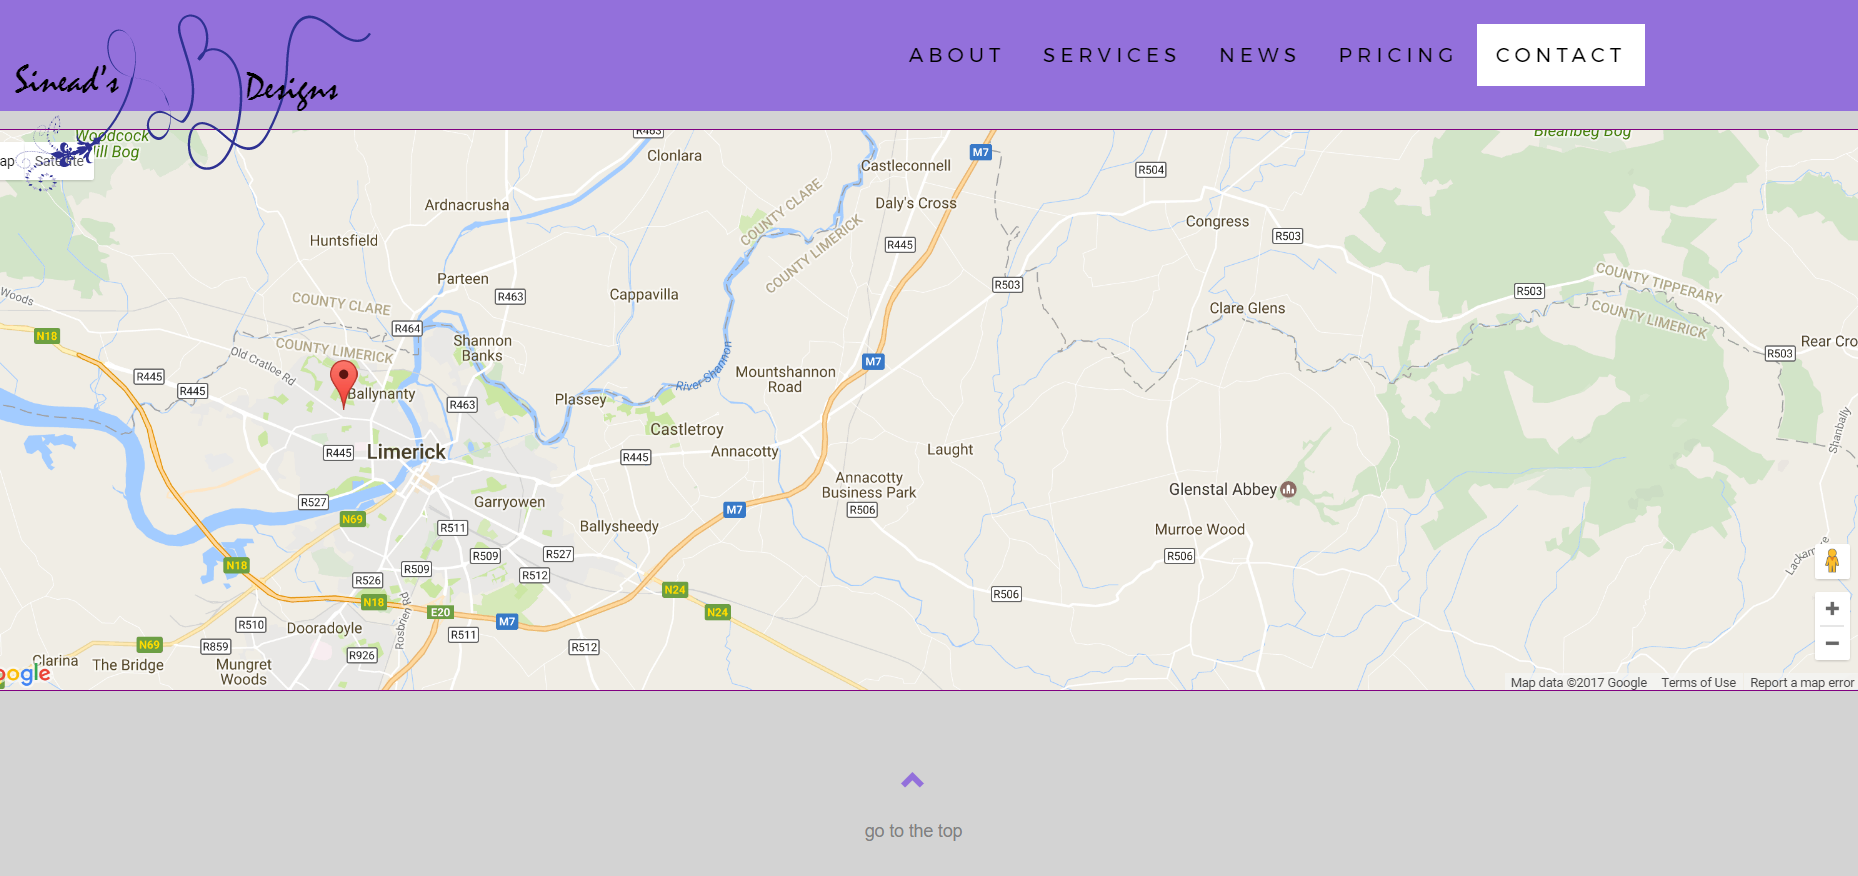 Sinead's
Designs
ABOUT SERVICES NEWS PRICING CONTACT
Woodcock
Hill Bog
ap
Satellite
R463
Clonlara
Castleconnell
M7
R504
Bleanbeg Bog
Ardnacrusha
COUNTY CLARE
COUNTY LIMERICK
Daly's Cross
Congress
Huntsfield
R445
R503
Parteen
R463
Cappavilla
R503
R503
COUNTY TIPPERARY
COUNTY LIMERICK
Woods
COUNTY CLARE
Clare Glens
N18
R464
COUNTY LIMERICK
Old Cratloe Rd
Shannon
Banks
River Shannon
M7
R503
Rear Cro
R445
R445
Ballynanty
R463
Plassey
Mountshannon
Road
Castletroy
Shanbally
Limerick
R445
R445
Annacotty
Laught
Annacotty
Business Park
R506
Glenstal Abbey
R527
N69
Garryowen
M7
R511
Ballysheedy
Murroe Wood
R506
N18
R509
R509
R527
R512
R526
N18
E20
Rosbrien Rd
N24
N24
R506
M7
R510
Dooradoyle
R511
N69
R859
R926
R512
Clarina
The Bridge
Mungret
Woods
oogle
Map data ©2017 Google Terms of Use Report a map error
go to the top